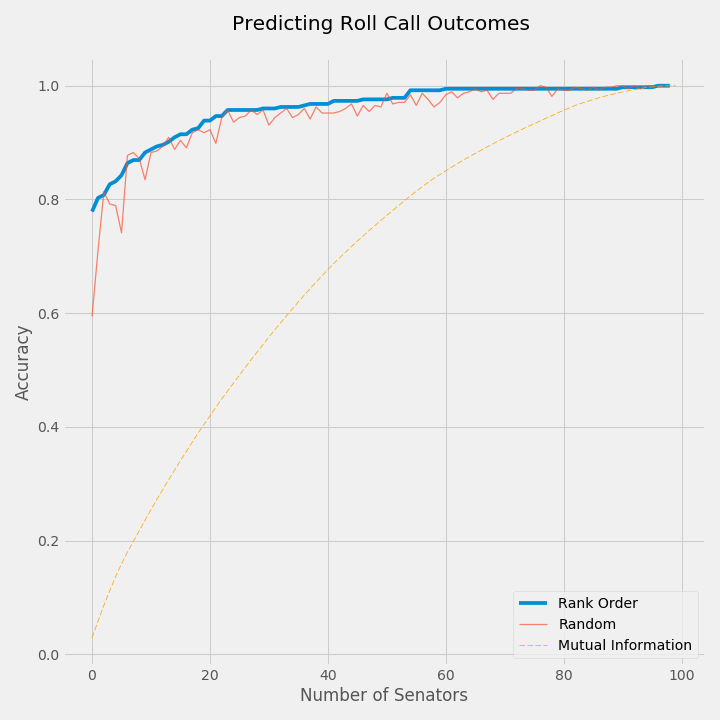 Predicting Roll Call Outcomes
1.0
0.8
0.6
0.4
0.2
0.0
Accuracy
0 20 40 60 80 100
Number of Senators
Rank Order
Random
Mutual Information